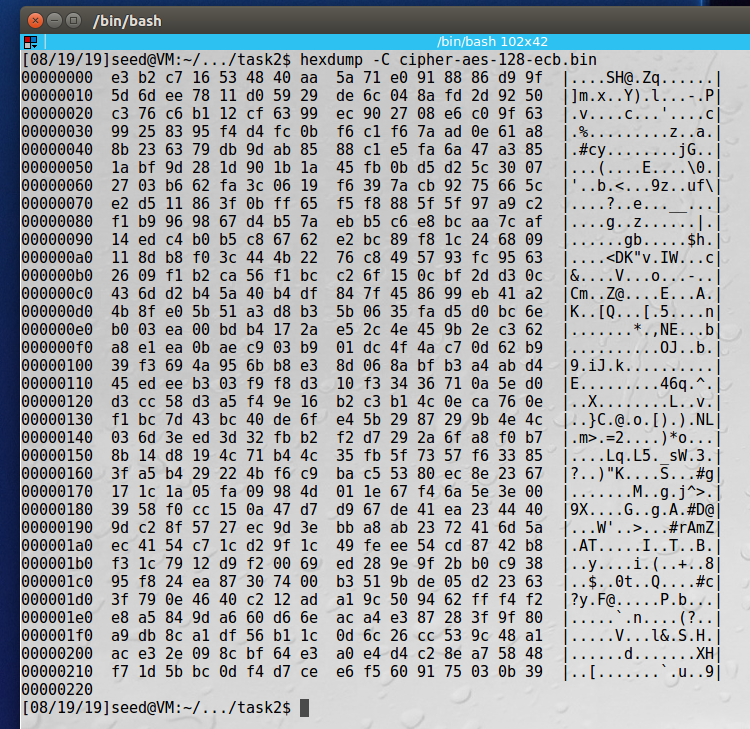 /bin/bash
/bin/bash 102x42
[08/19/19]seed@VM:~/.../task2$ hexdump -C cipher-aes-128-ecb.bin
00000000  e3 b2 c7 16 53 48 40 aa  5a 71 e0 91 88 86 d9 9f  |....SH@.Zq......|
00000010  5d 6d ee 78 11 d0 59 29  de 6c 04 8a fd 2d 92 50  |]m.x..Y).l...-.P|
00000020  c3 76 c6 b1 12 cf 63 99  ec 90 27 08 e6 c0 9f 63  |.v....c...'....c|
00000030  99 25 83 95 f4 d4 fc 0b  f6 c1 f6 7a ad 0e 61 a8  |.%.........z..a.|
00000040  8b 23 63 79 db 9d ab 85  88 c1 e5 fa 6a 47 a3 85  |.#cy........jG..|
00000050  1a bf 9d 28 1d 90 1b 1a  45 fb 0b d5 d2 5c 30 07  |...(....E....\0.|
00000060  27 03 b6 62 fa 3c 06 19  f6 39 7a cb 92 75 66 5c  |'..b.<...9z..uf\|
00000070  e2 d5 11 86 3f 0b ff 65  f5 f8 88 5f 5f 97 a9 c2  |....?..e...__...|
00000080  f1 b9 96 98 67 d4 b5 7a  eb b5 c6 e8 bc aa 7c af  |....g..z......|.|
00000090  14 ed c4 b0 b5 c8 67 62  e2 bc 89 f8 1c 24 68 09  |......gb.....$h.|
000000a0  11 8d b8 f0 3c 44 4b 22  76 c8 49 57 93 fc 95 63  |....<DK"v.IW...c|
000000b0  26 09 f1 b2 ca 56 f1 bc  c2 6f 15 0c bf 2d d3 0c  |&....V...o...-..|
000000c0  43 6d d2 b4 5a 40 b4 df  84 7f 45 86 99 eb 41 a2  |Cm..Z@....E...A.|
000000d0  4b 8f e0 5b 51 a3 d8 b3  5b 06 35 fa d5 d0 bc 6e  |K..[Q...[.5....n|
000000e0  b0 03 ea 00 bd b4 17 2a  e5 2c 4e 45 9b 2e c3 62  |.......*.,NE...b|
000000f0  a8 e1 ea 0b ae c9 03 b9  01 dc 4f 4a c7 0d 62 b9  |..........OJ..b.|
00000100  39 f3 69 4a 95 6b b8 e3  8d 06 8a bf b3 a4 ab d4  |9.iJ.k..........|
00000110  45 ed ee b3 03 f9 f8 d3  10 f3 34 36 71 0a 5e d0  |E.........46q.^.|
00000120  d3 cc 58 d3 a5 f4 9e 16  b2 c3 b1 4c 0e ca 76 0e  |..X........L..v.|
00000130  f1 bc 7d 43 bc 40 de 6f  e4 5b 29 87 29 9b 4e 4c  |..}C.@.o.[).).NL|
00000140  03 6d 3e ed 3d 32 fb b2  f2 d7 29 2a 6f a8 f0 b7  |.m>.=2....)*o...|
00000150  8b 14 d8 19 4c 71 b4 4c  35 fb 5f 73 57 f6 33 85  |....Lq.L5._sW.3.|
00000160  3f a5 b4 29 22 4b f6 c9  ba c5 53 80 ec 8e 23 67  |?..)"K....S...#g|
00000170  17 1c 1a 05 fa 09 98 4d  01 1e 67 f4 6a 5e 3e 00  |.......M..g.j^>.|
00000180  39 58 f0 cc 15 0a 47 d7  d9 67 de 41 ea 23 44 40  |9X....G..g.A.#D@|
00000190  9d c2 8f 57 27 ec 9d 3e  bb a8 ab 23 72 41 6d 5a  |...W'..>...#rAmZ|
000001a0  ec 41 54 c7 1c d2 9f 1c  49 fe ee 54 cd 87 42 b8  |.AT.....I..T..B.|
000001b0  f3 1c 79 12 d9 f2 00 69  ed 28 9e 9f 2b b0 c9 38  |..y....i.(..+..8|
000001c0  95 f8 24 ea 87 30 74 00  b3 51 9b de 05 d2 23 63  |..$..0t..Q....#c|
000001d0  3f 79 0e 46 40 c2 12 ad  a1 9c 50 94 62 ff f4 f2  |?y.F@.....P.b...|
000001e0  e8 a5 84 9d a6 60 d6 6e  ac a4 e3 87 28 3f 9f 80  |.....`.n....(?..|
000001f0  a9 db 8c a1 df 56 b1 1c  0d 6c 26 cc 53 9c 48 a1  |.....V...l&.S.H.|
00000200  ac e3 2e 09 8c bf 64 e3  a0 e4 d4 c2 8e a7 58 48  |......d.......XH|
00000210  f7 1d 5b bc 0d f4 d7 ce  e6 f5 60 91 75 03 0b 39  |..[.......`.u..9|
00000220
[08/19/19]seed@VM:~/.../task2$